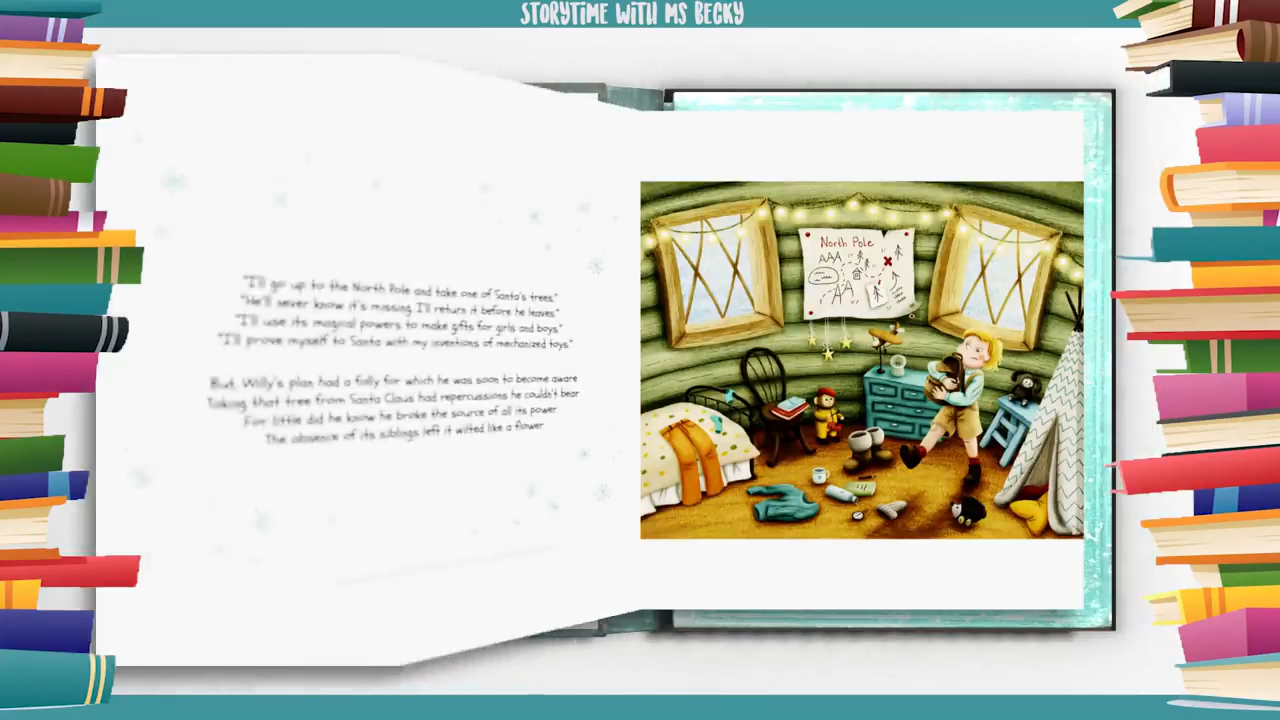 STORYTIME WITH MS BECKY
"I'll go up to the North Pole and take one of Santa's trees."
"He'll never know it's missing. I'll return it before he leaves."
"I'll use its magical powers to make gifts for girls and boys."
"I'll prove myself to Santa with my inventions of mechanized toys."
But Willy's plan had a folly for which he was soon to become aware
Taking that tree from Santa Claus had repercussions he couldn't bear
For little did he know he broke the source of all its power
The absence of its siblings left it wilted like a flower
North Pole